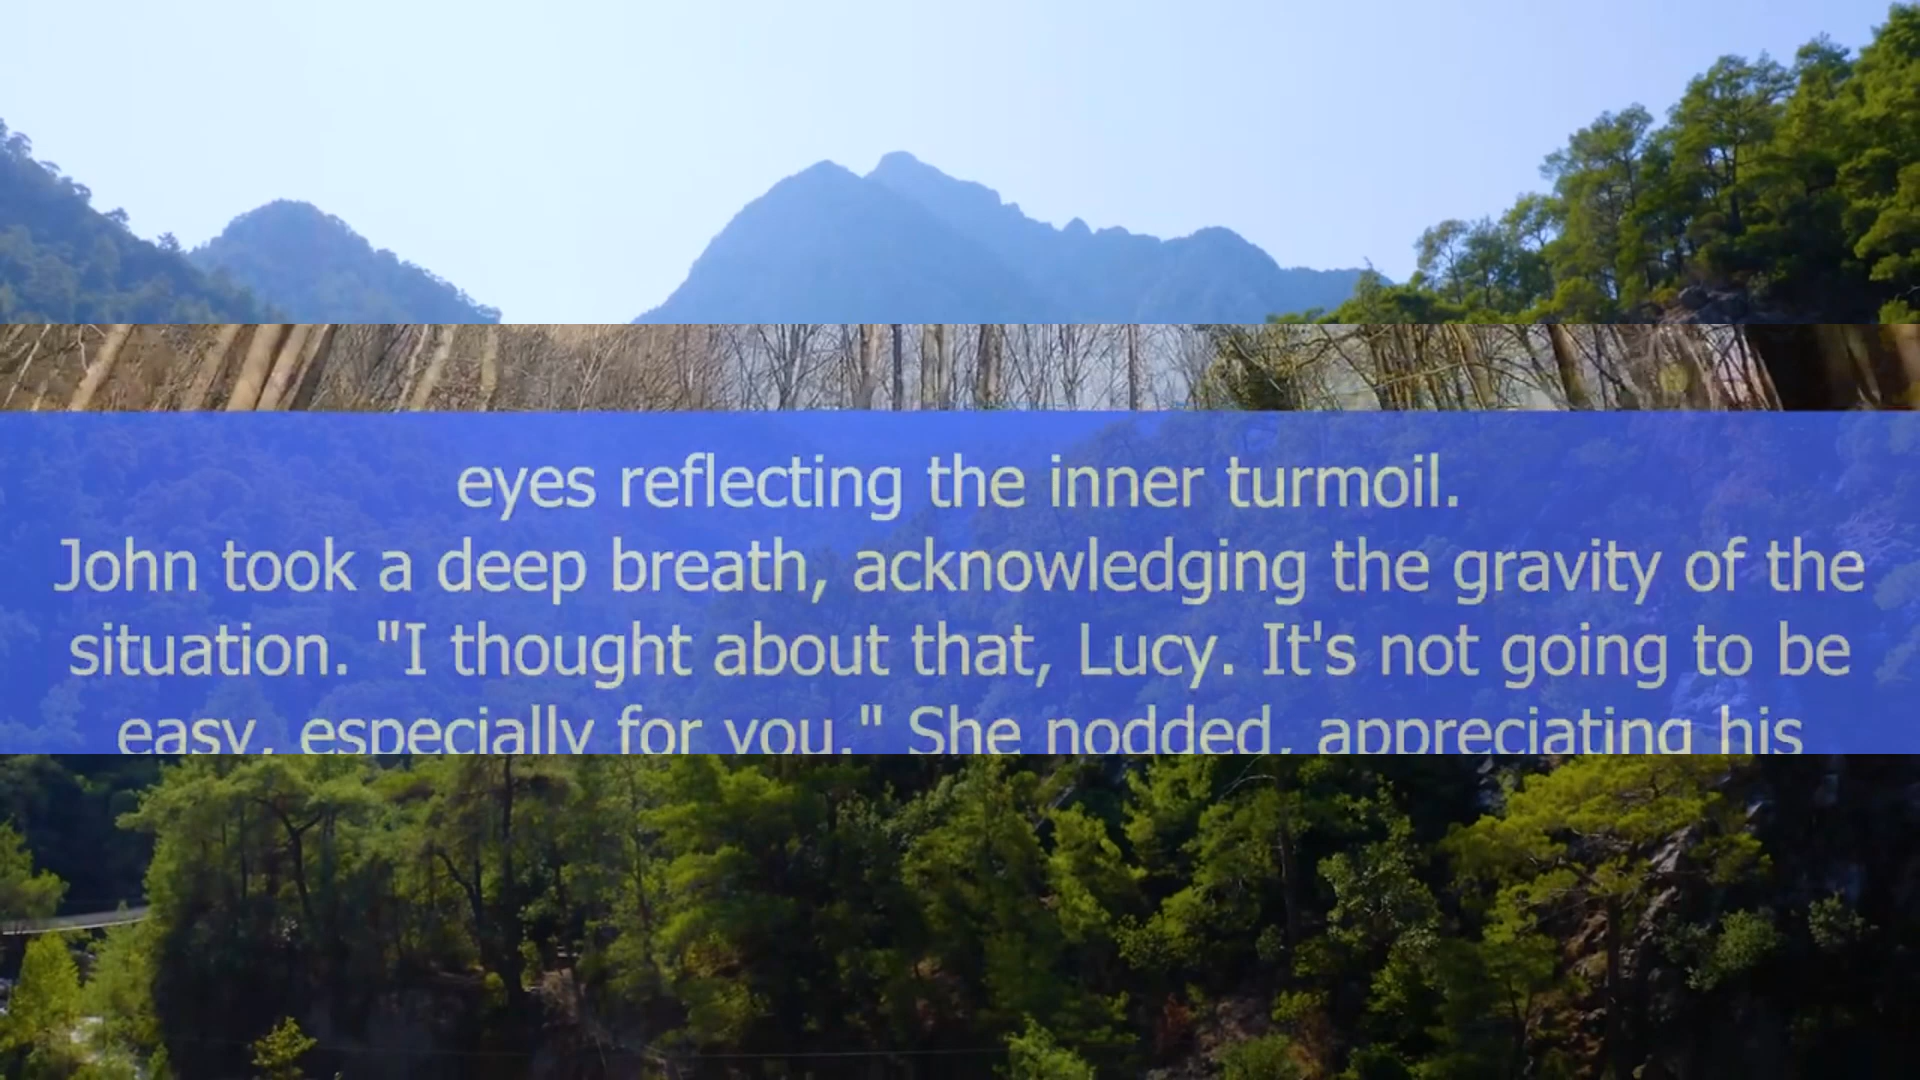 eyes reflecting the inner turmoil.
John took a deep breath, acknowledging the gravity of the
situation. "I thought about that, Lucy. It's not going to be
easy, especially for you." She nodded, appreciating his